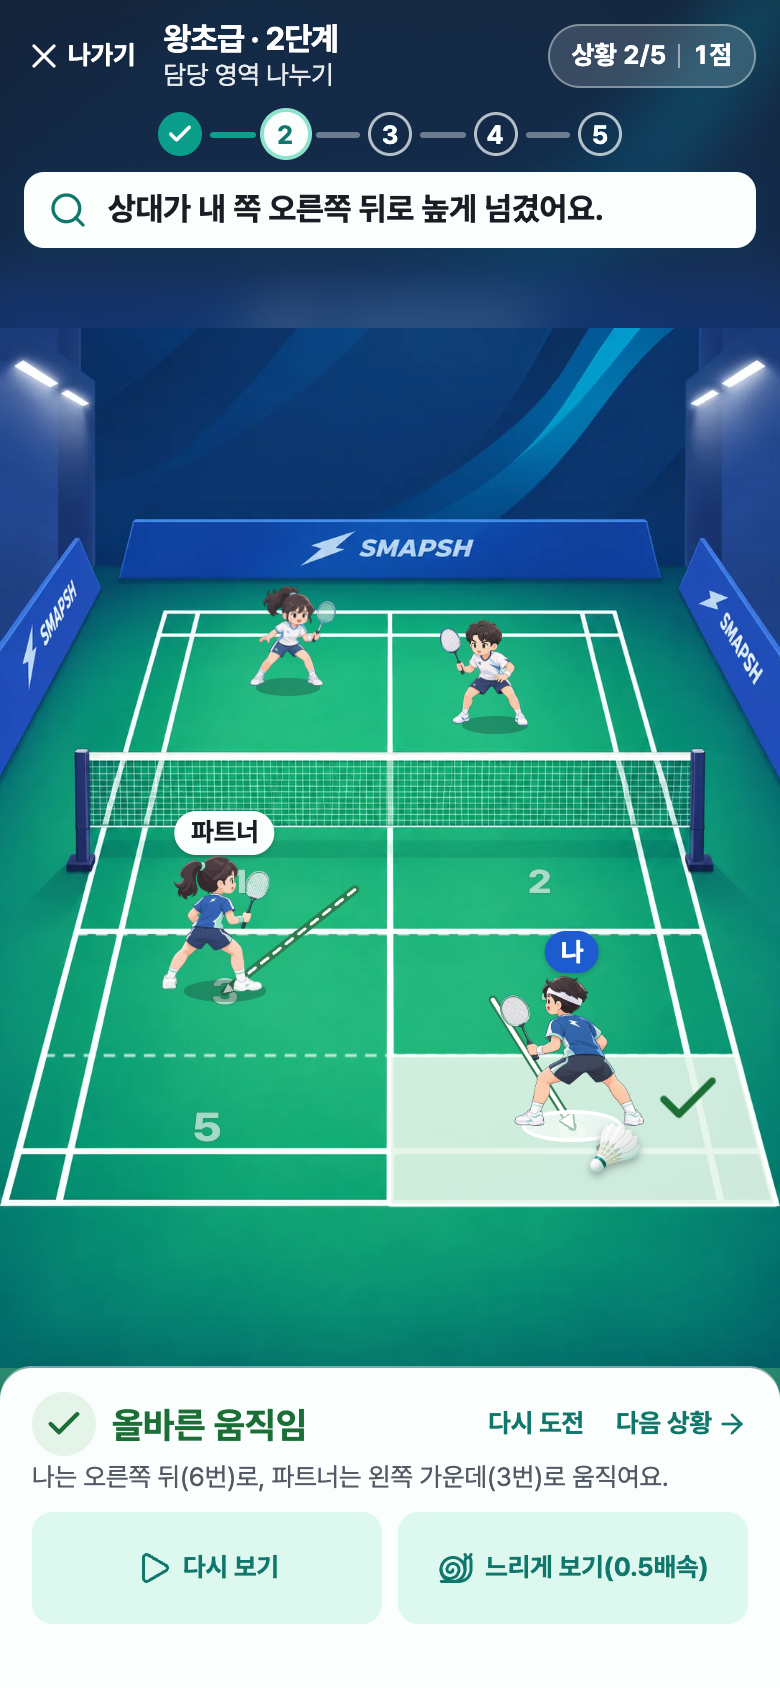 나가기
왕초급 · 2단계
담당 영역 나누기
상황 2/5 | 1점
2
3
4
5
상대가 내 쪽 오른쪽 뒤로 높게 넘겼어요.
SMAPSH
SMAPSH
SMAPSH
파트너
1
2
나
3
5
올바른 움직임
다시 도전
다음 상황 →
나는 오른쪽 뒤(6번)로, 파트너는 왼쪽 가운데(3번)로 움직여요.
다시 보기
느리게 보기(0.5배속)